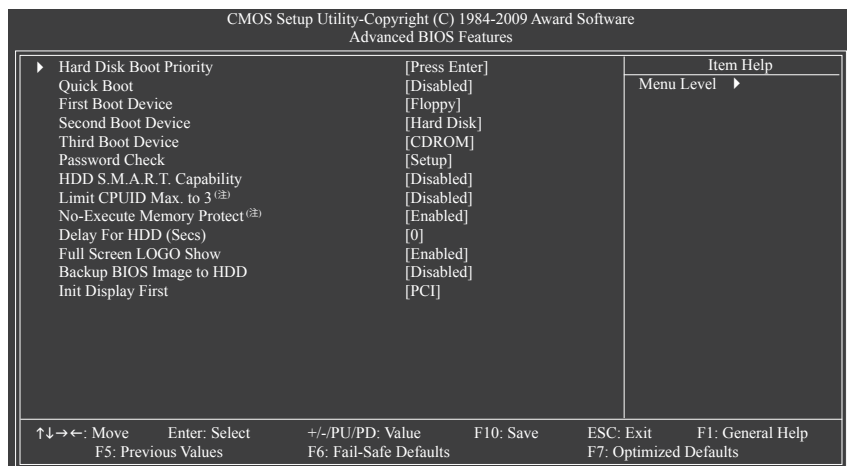 CMOS Setup Utility-Copyright (C) 1984-2009 Award Software
Advanced BIOS Features
▶ Hard Disk Boot Priority [Press Enter]
Quick Boot [Disabled]
First Boot Device [Floppy]
Second Boot Device [Hard Disk]
Third Boot Device [CDROM]
Password Check [Setup]
HDD S.M.A.R.T. Capability [Disabled]
Limit CPUID Max. to 3 (注) [Disabled]
No-Execute Memory Protect (注) [Enabled]
Delay For HDD (Secs) [0]
Full Screen LOGO Show [Enabled]
Backup BIOS Image to HDD [Disabled]
Init Display First [PCI]
Item Help
Menu Level ▶
↑↓→←: Move Enter: Select +/-/PU/PD: Value F10: Save ESC: Exit F1: General Help
F5: Previous Values F6: Fail-Safe Defaults F7: Optimized Defaults